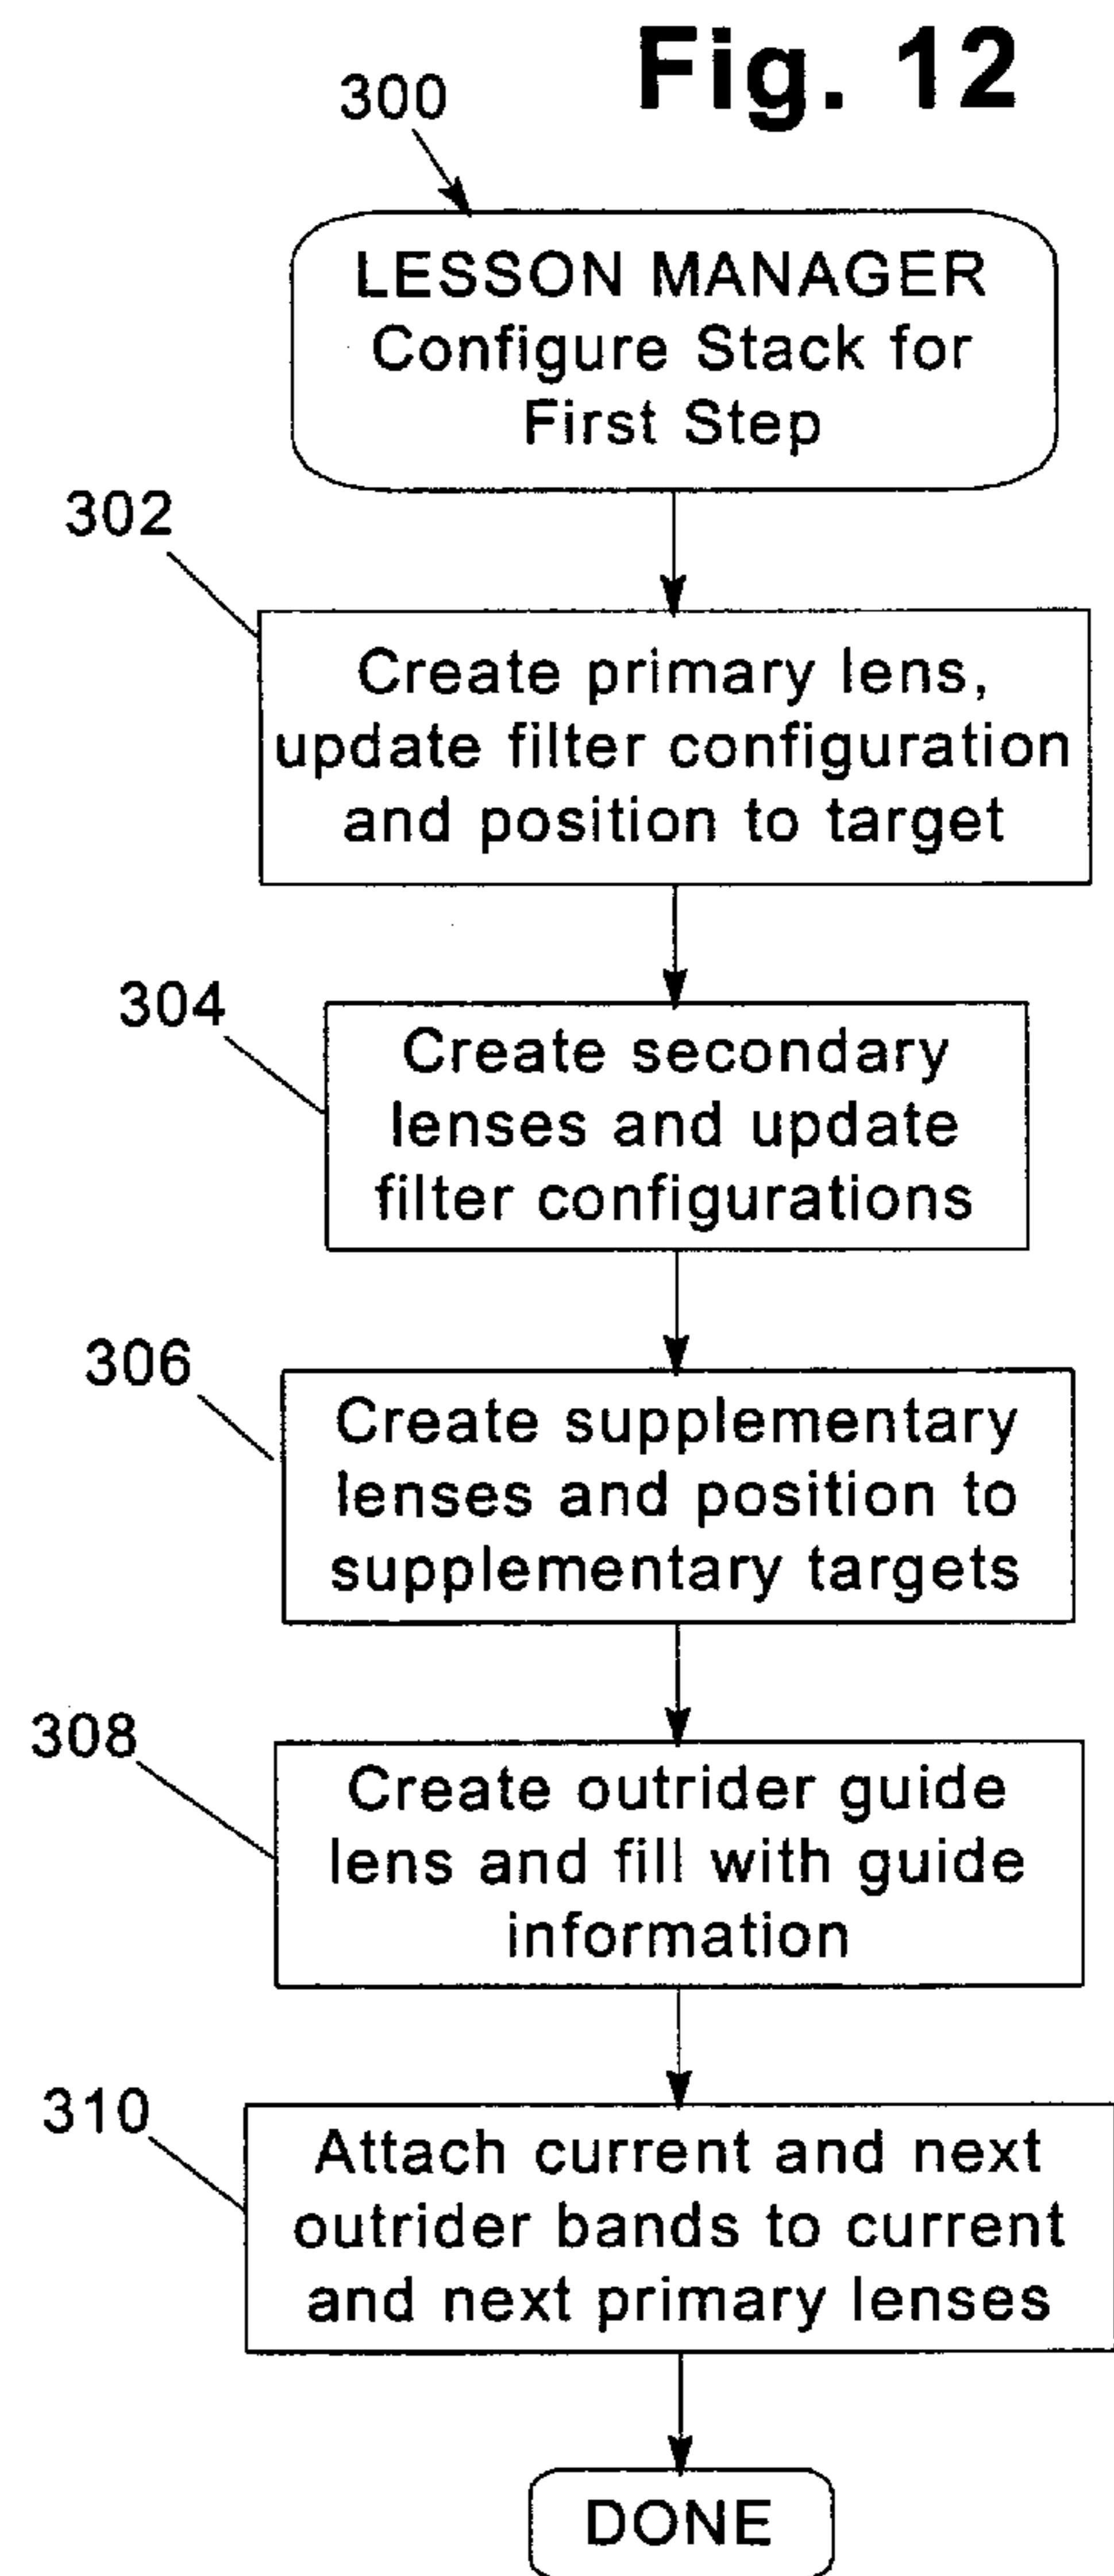 Fig. 12
300
LESSON MANAGER
Configure Stack for
First Step
302
Create primary lens,
update filter configuration
and position to target
304
Create secondary
lenses and update
filter configurations
306
Create supplementary
lenses and position to
supplementary targets
308
Create outrider guide
lens and fill with guide
information
310
Attach current and next
outrider bands to current
and next primary lenses
DONE